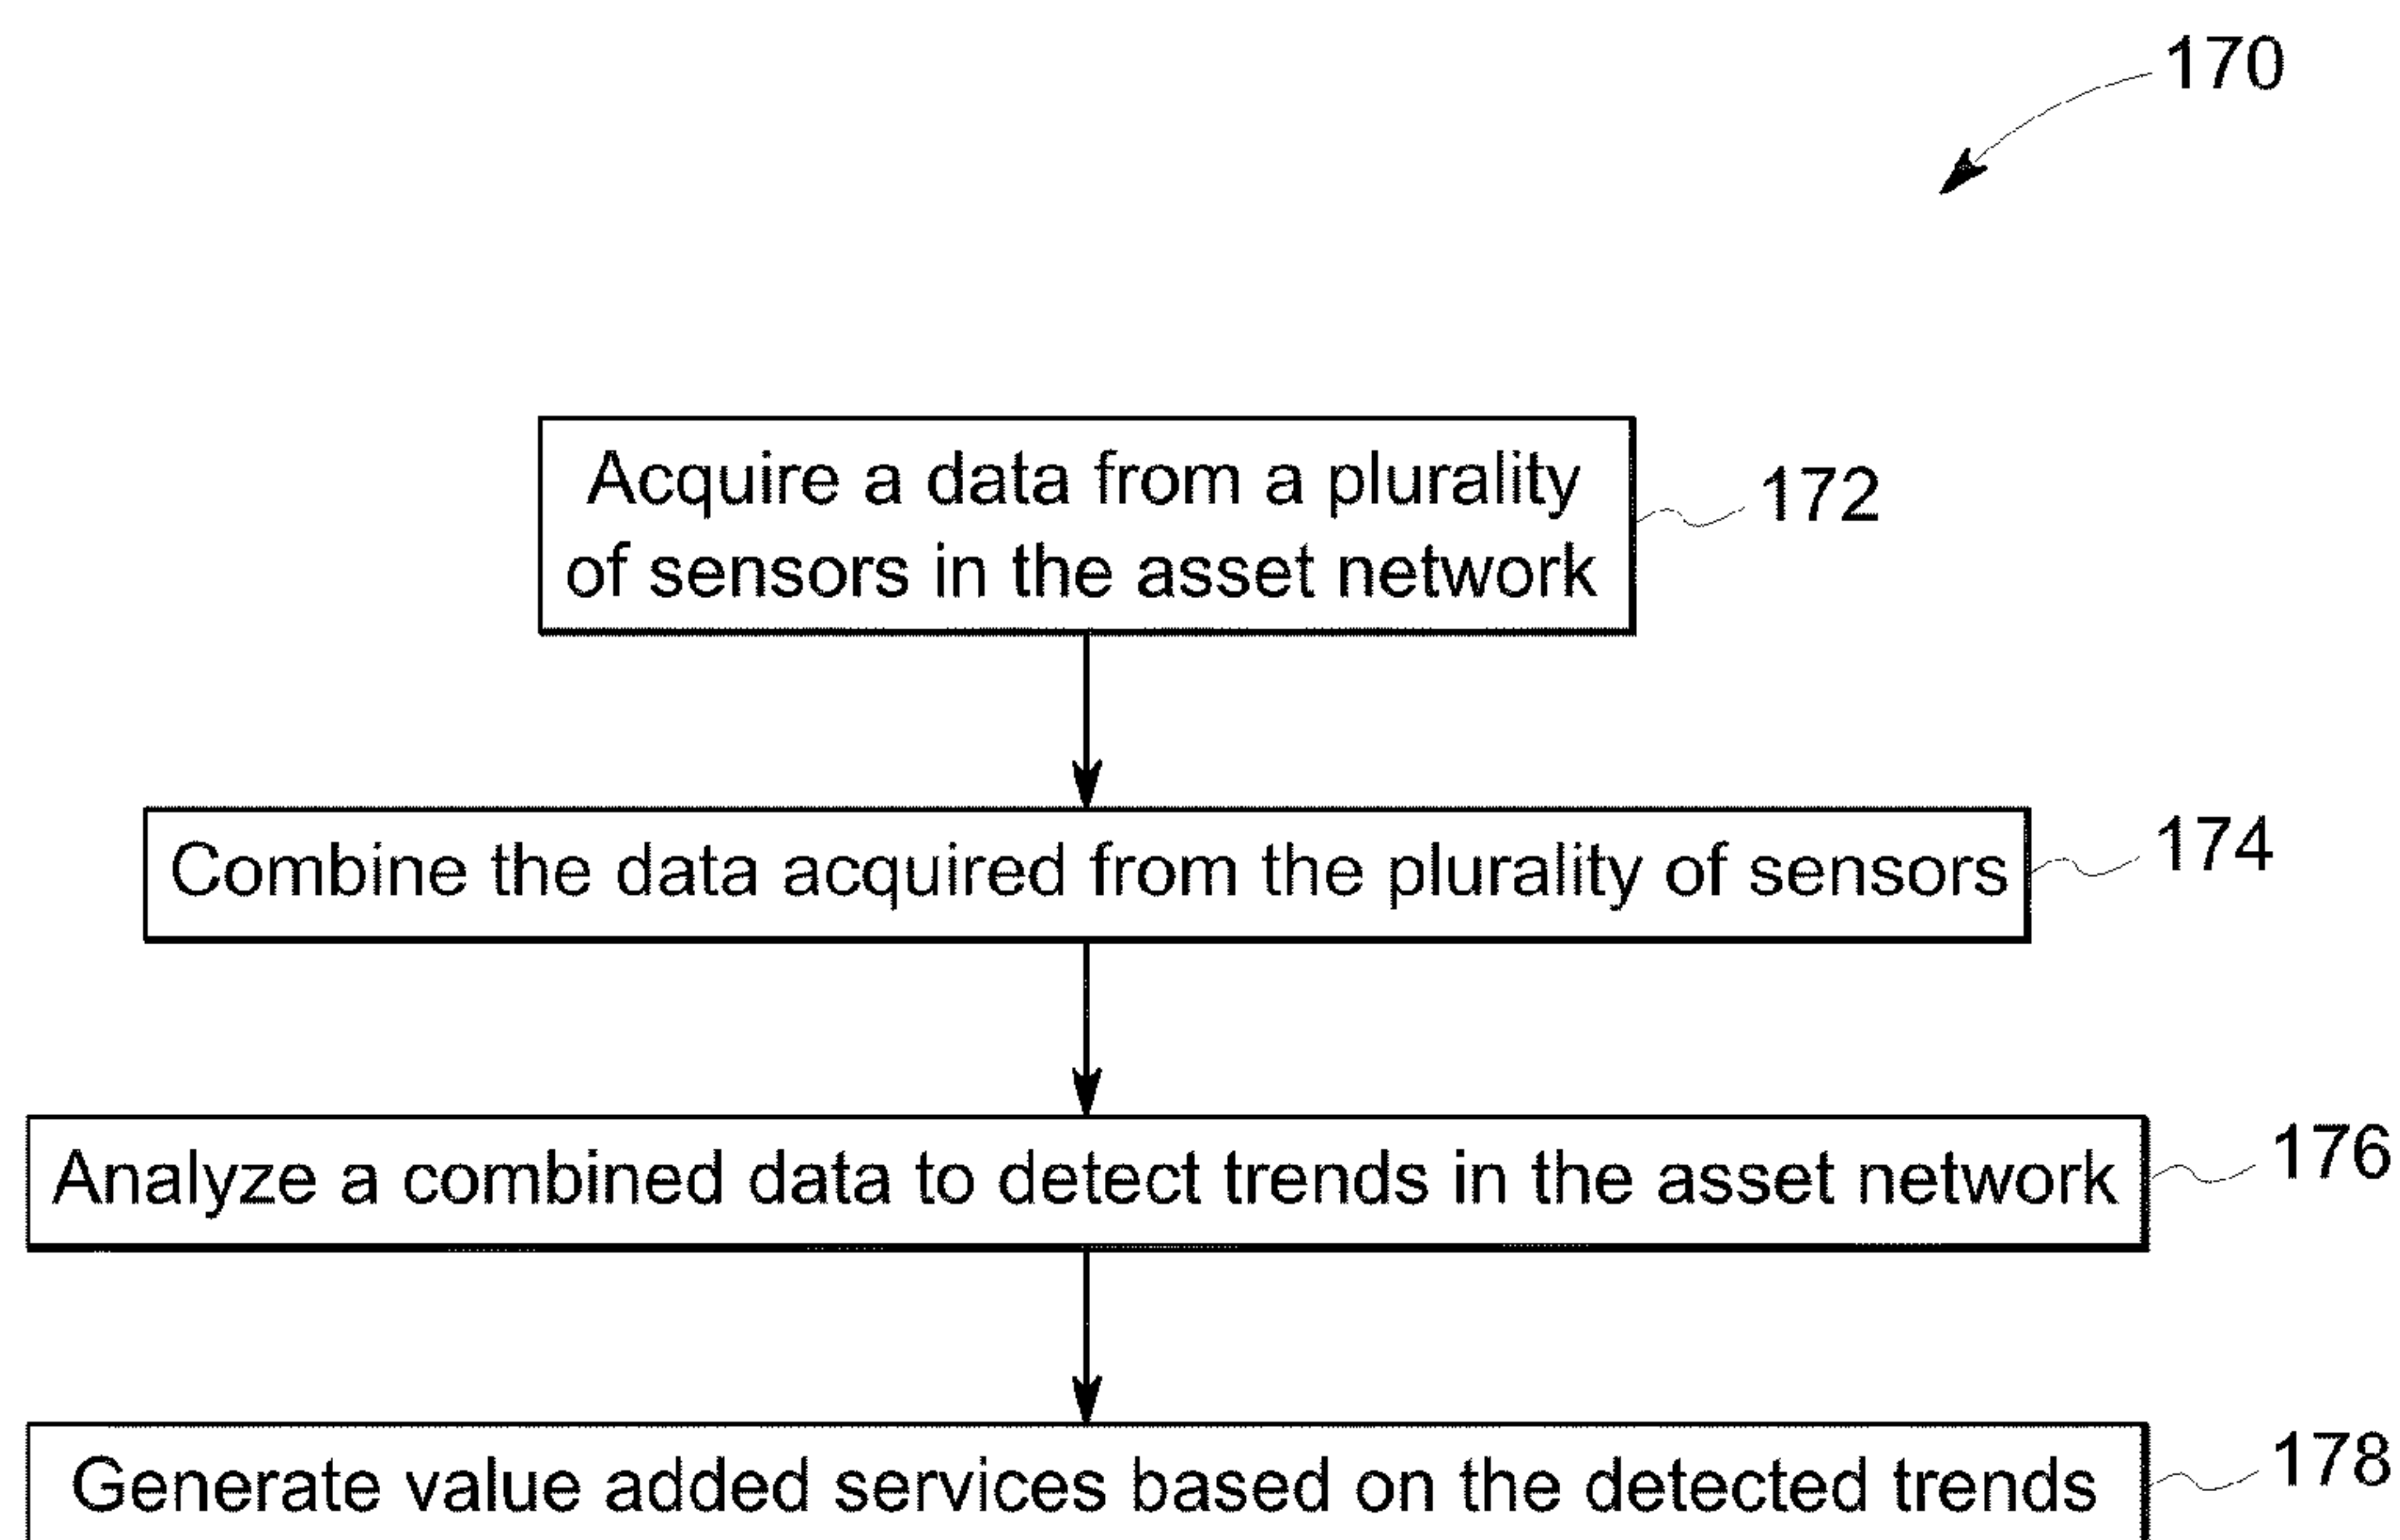 170
Acquire a data from a plurality
of sensors in the asset network
172
Combine the data acquired from the plurality of sensors
174
Analyze a combined data to detect trends in the asset network
176
Generate value added services based on the detected trends
178